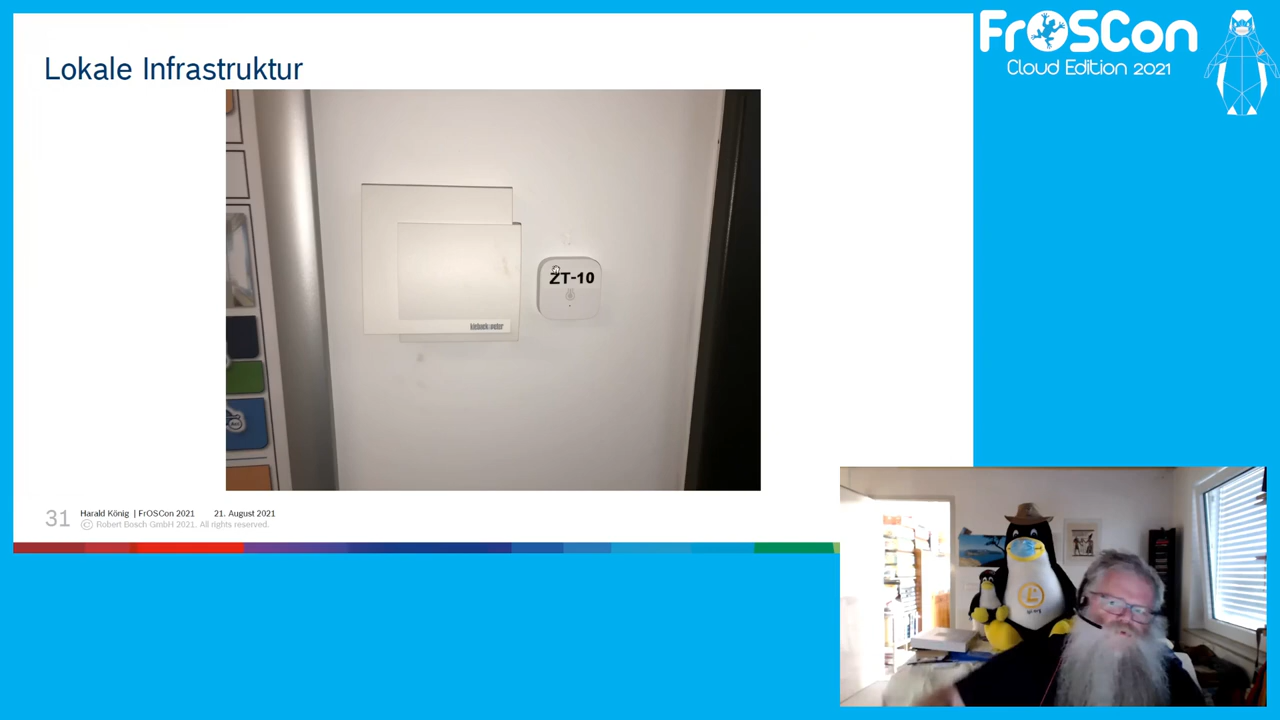 Lokale Infrastruktur
FrOSCon
Cloud Edition 2021
ZT-10
31
Harald König | FrOSCon 2021 21. August 2021
© Robert Bosch GmbH 2021. All rights reserved.